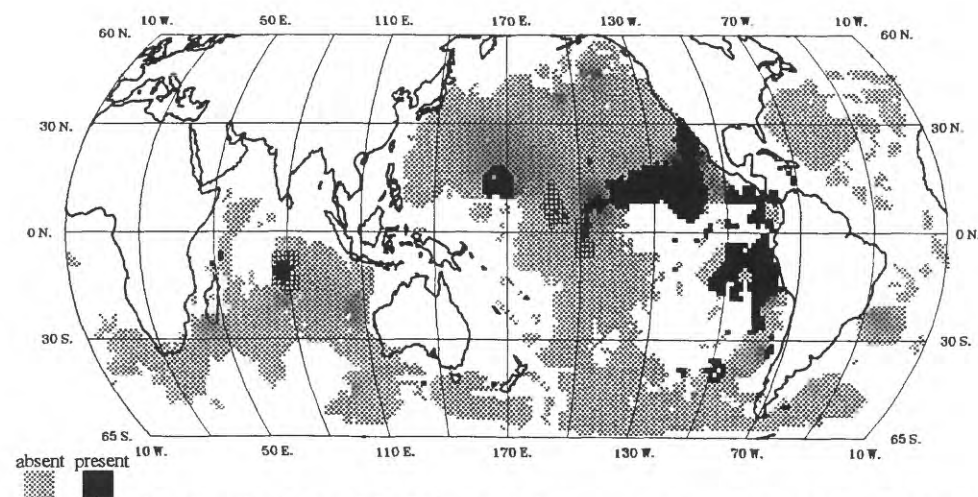 10 W. 50 E. 110 E. 170 E. 130 W. 70 W. 10 W.
60 N. 60 N.
30 N. 30 N.
0 N. 0 N.
30 S. 30 S.
65 S. 65 S.
10 W. 50 E. 110 E. 170 E. 130 W. 70 W. 10 W.
absent present